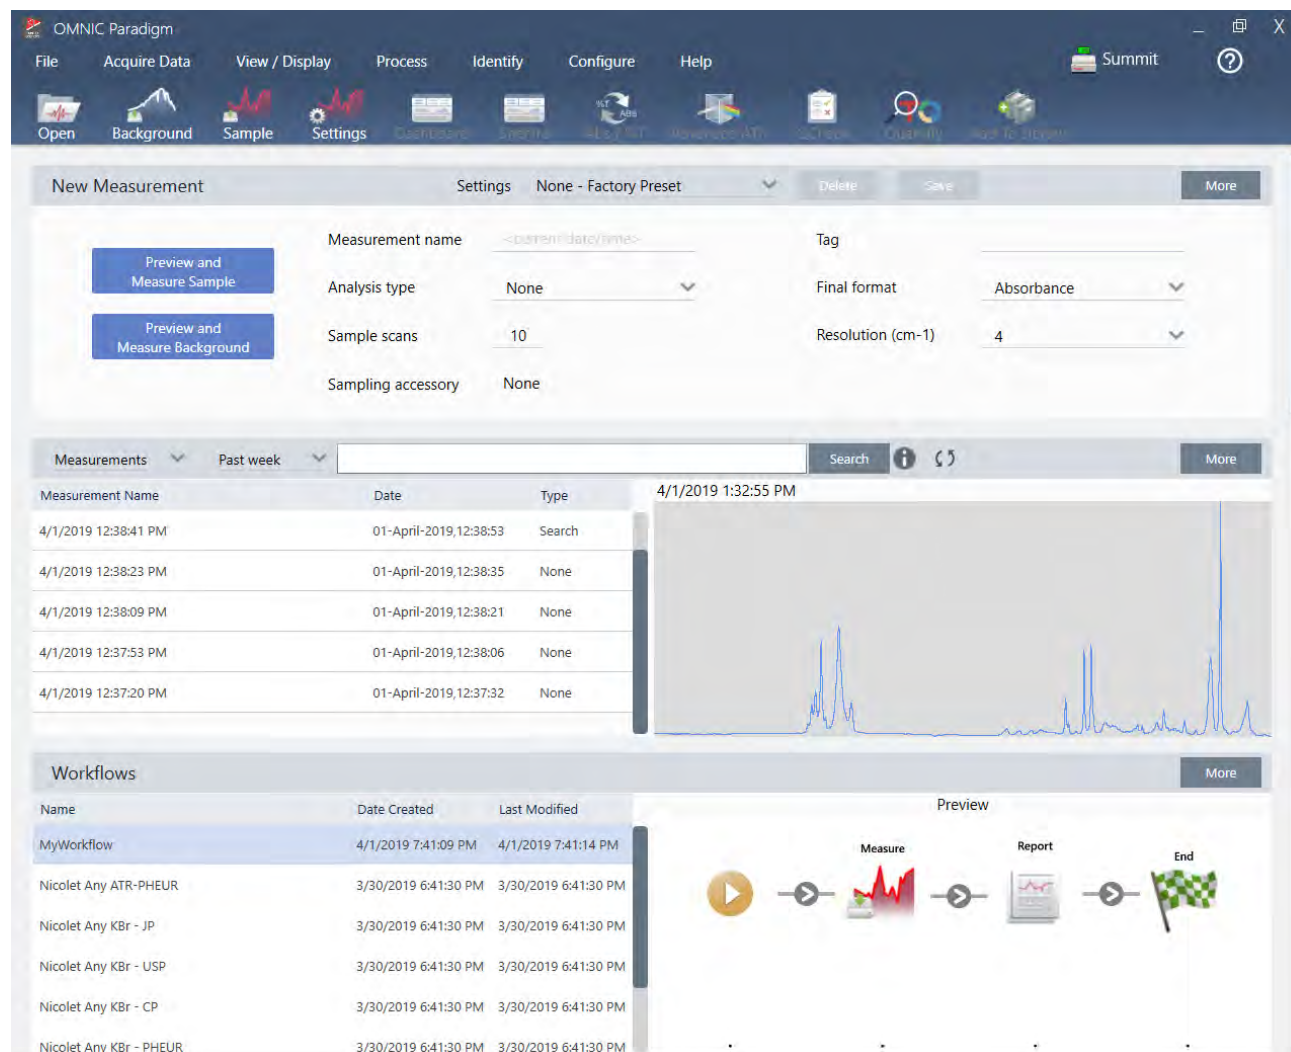 OMNIC Paradigm
File Acquire Data View / Display Process Identify Configure Help Summit
Open Background Sample Settings Dashboard Spectra Abs / %T Advanced ATR QCheck Quantify Add To Library
New Measurement Settings None - Factory Preset Delete Save More
Measurement name <current date/time> Tag
Preview and
Measure Sample
Analysis type None Final format Absorbance
Preview and
Measure Background
Sample scans 10 Resolution (cm-1) 4
Sampling accessory None
Measurements Past week Search More
Measurement Name Date Type 4/1/2019 1:32:55 PM
4/1/2019 12:38:41 PM 01-April-2019,12:38:53 Search
4/1/2019 12:38:23 PM 01-April-2019,12:38:35 None
4/1/2019 12:38:09 PM 01-April-2019,12:38:21 None
4/1/2019 12:37:53 PM 01-April-2019,12:38:06 None
4/1/2019 12:37:20 PM 01-April-2019,12:37:32 None
Workflows More
Name Date Created Last Modified Preview
MyWorkflow 4/1/2019 7:41:09 PM 4/1/2019 7:41:14 PM
Measure Report End
Nicolet Any ATR-PHEUR 3/30/2019 6:41:30 PM 3/30/2019 6:41:30 PM
Nicolet Any KBr - JP 3/30/2019 6:41:30 PM 3/30/2019 6:41:30 PM
Nicolet Any KBr - USP 3/30/2019 6:41:30 PM 3/30/2019 6:41:30 PM
Nicolet Any KBr - CP 3/30/2019 6:41:30 PM 3/30/2019 6:41:30 PM
Nicolet Any KBr - PHEUR 3/30/2019 6:41:30 PM 3/30/2019 6:41:30 PM